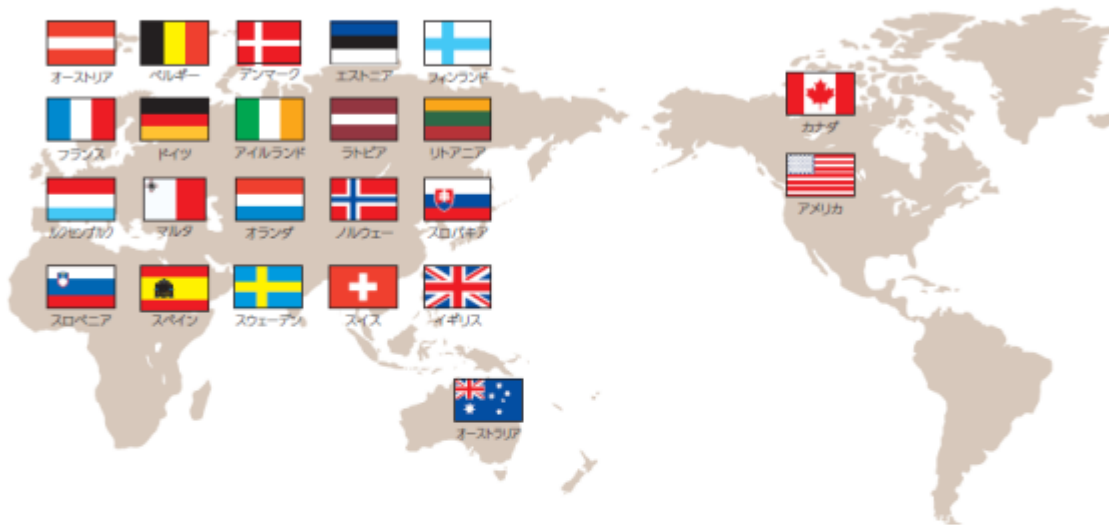 オーストリア
ベルギー
デンマーク
エストニア
フィンランド
フランス
ドイツ
アイルランド
ラトビア
リトアニア
ルクセンブルク
マルタ
オランダ
ノルウェー
スロバキア
スロベニア
スペイン
スウェーデン
スイス
イギリス
カナダ
アメリカ
オーストラリア